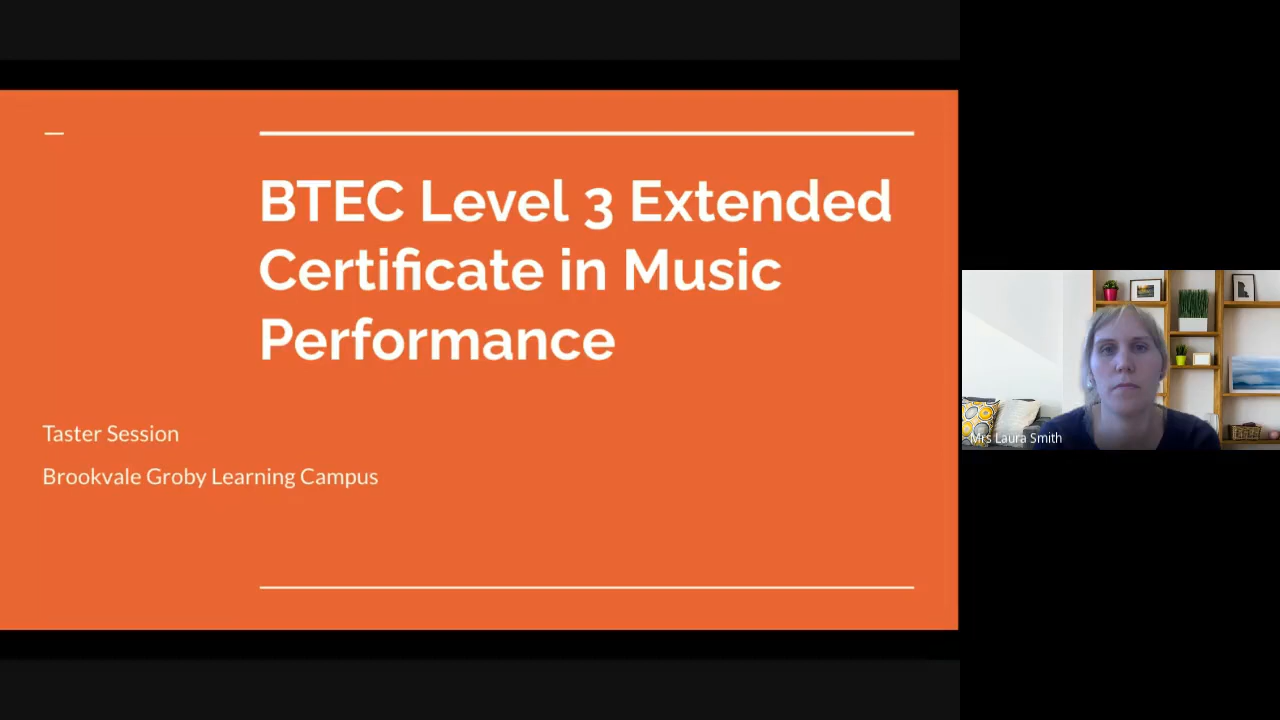 BTEC Level 3 Extended
Certificate in Music
Performance
Taster Session
Brookvale Groby Learning Campus
Mrs Laura Smith